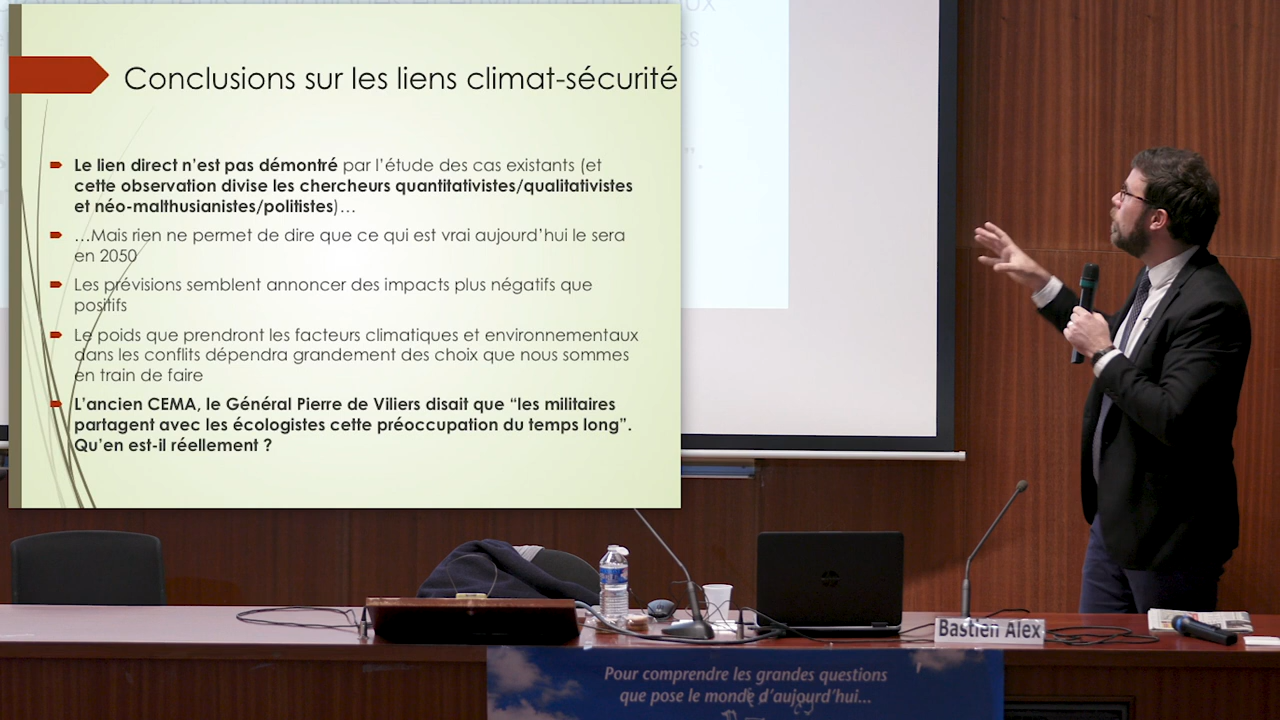 Conclusions sur les liens climat-sécurité
Le lien direct n'est pas démontré par l'étude des cas existants (et
cette observation divise les chercheurs quantitativistes/qualitativistes
et néo-malthusianistes/politistes)…
…Mais rien ne permet de dire que ce qui est vrai aujourd'hui le sera
en 2050
Les prévisions semblent annoncer des impacts plus négatifs que
positifs
Le poids que prendront les facteurs climatiques et environnementaux
dans les conflits dépendra grandement des choix que nous sommes
en train de faire
L'ancien CEMA, le Général Pierre de Viliers disait que "les militaires
partagent avec les écologistes cette préoccupation du temps long".
Qu'en est-il réellement ?
Bastien Alex
Pour comprendre les grandes questions
que pose le monde d'aujourd'hui...